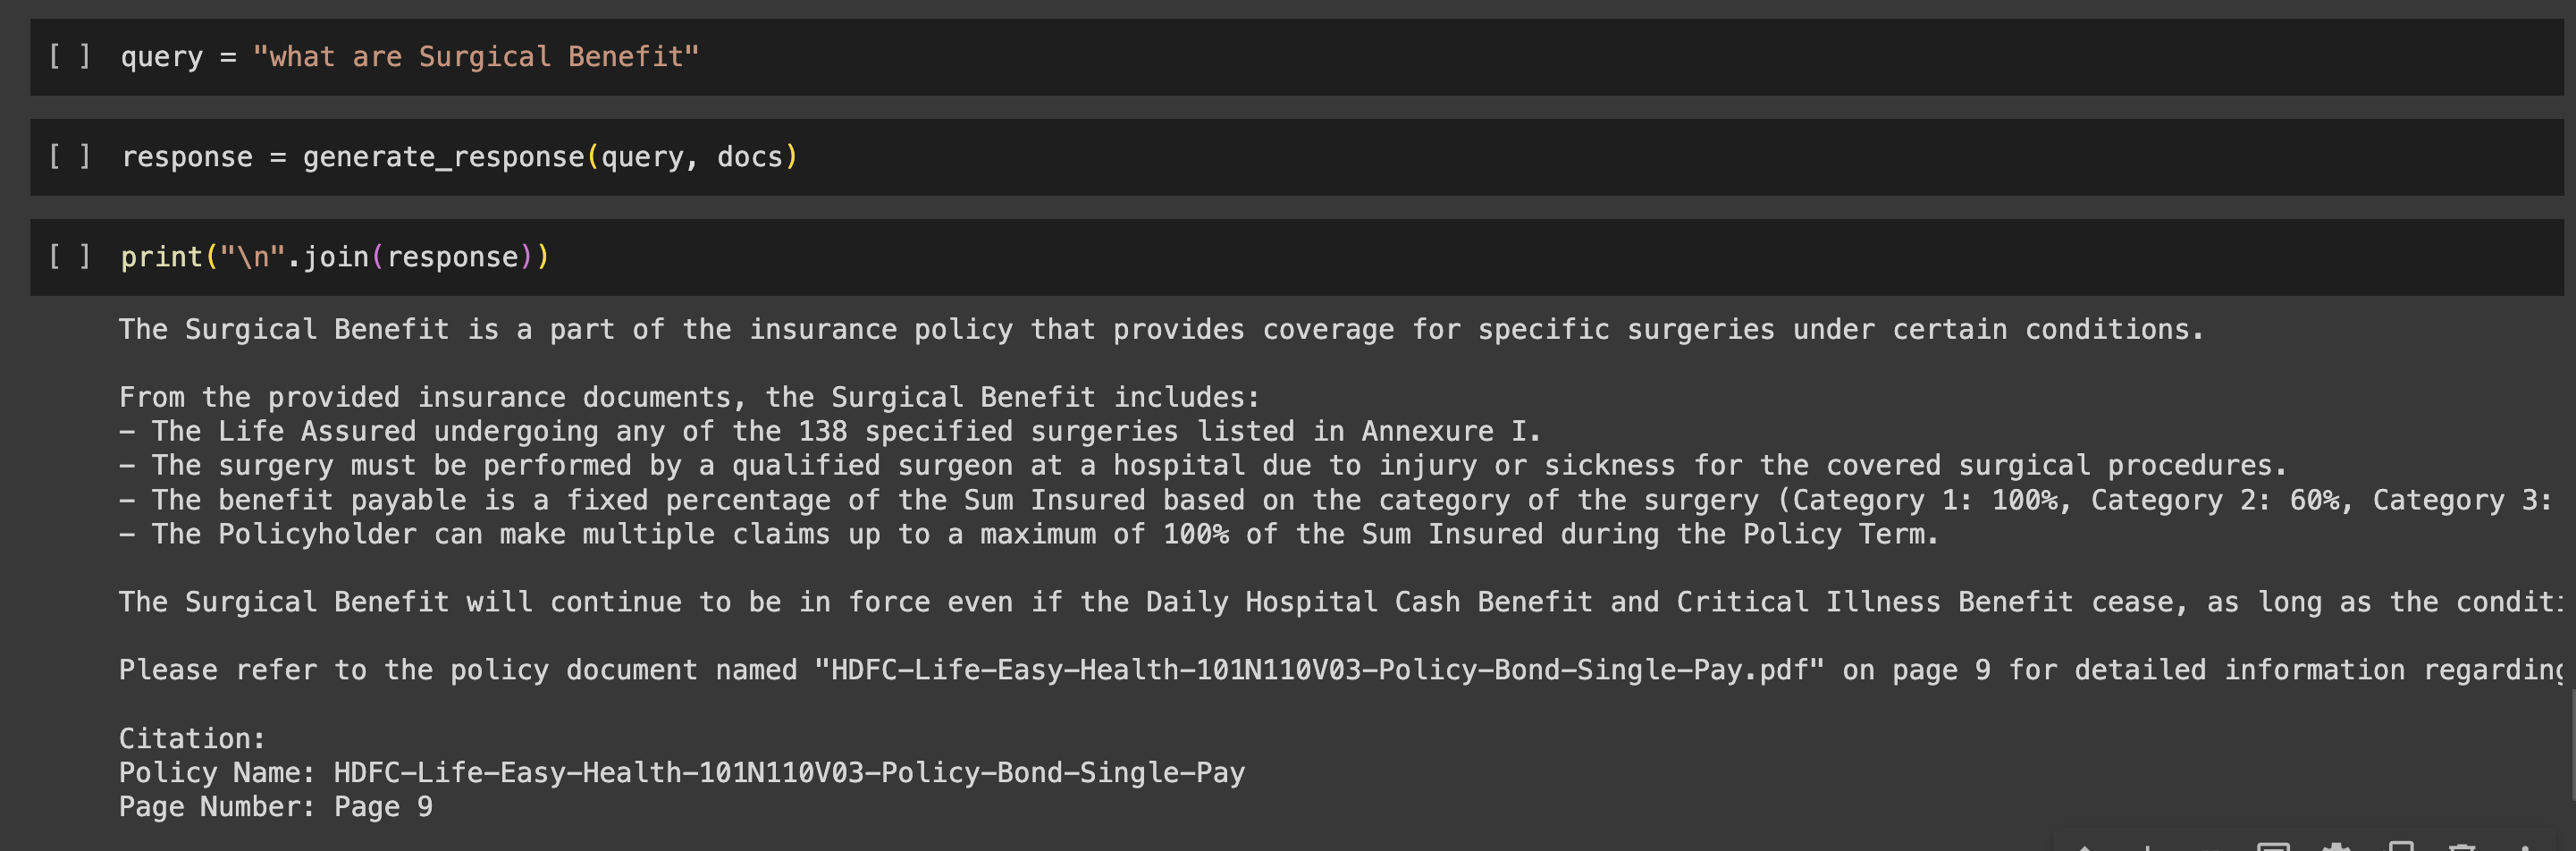 [ ] query = "what are Surgical Benefit"
[ ] response = generate_response(query, docs)
[ ] print("\n".join(response))
The Surgical Benefit is a part of the insurance policy that provides coverage for specific surgeries under certain conditions.
From the provided insurance documents, the Surgical Benefit includes:
- The Life Assured undergoing any of the 138 specified surgeries listed in Annexure I.
- The surgery must be performed by a qualified surgeon at a hospital due to injury or sickness for the covered surgical procedures.
- The benefit payable is a fixed percentage of the Sum Insured based on the category of the surgery (Category 1: 100%, Category 2: 60%, Category 3:
- The Policyholder can make multiple claims up to a maximum of 100% of the Sum Insured during the Policy Term.
The Surgical Benefit will continue to be in force even if the Daily Hospital Cash Benefit and Critical Illness Benefit cease, as long as the
Please refer to the policy document named "HDFC-Life-Easy-Health-101N110V03-Policy-Bond-Single-Pay.pdf" on page 9 for detailed information regarding
Citation:
Policy Name: HDFC-Life-Easy-Health-101N110V03-Policy-Bond-Single-Pay
Page Number: Page 9